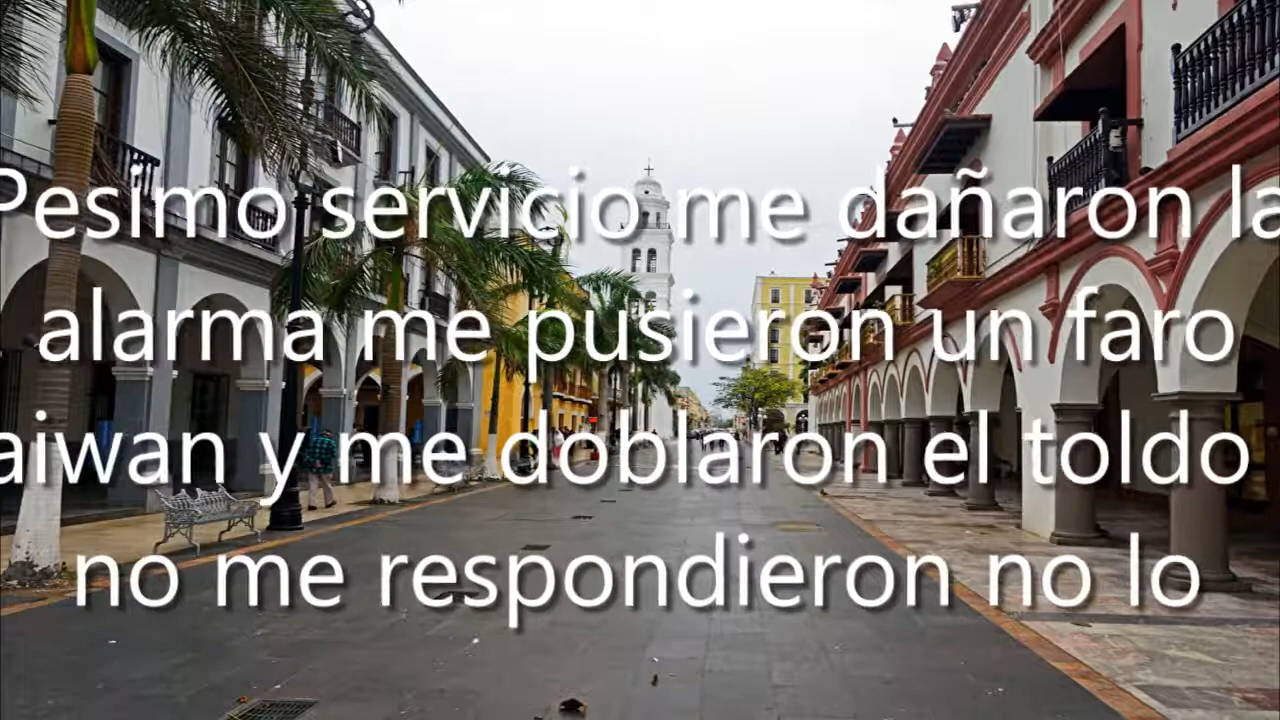 Pesimo servicio me dañaron la
alarma me pusieron un faro
aiwan y me doblaron el toldo
no me respondieron no lo